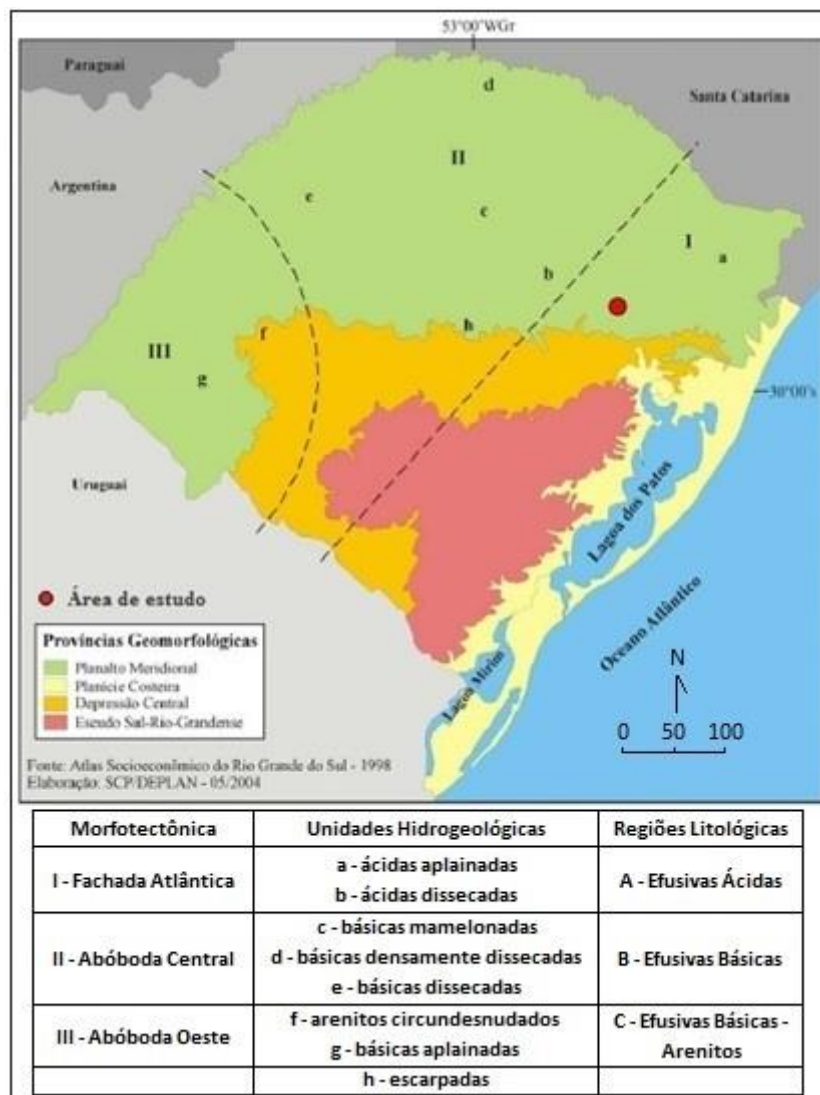 53°00'WGr
Paraguai
Santa Catarina
d
II
Argentina
e
c
I
a
b
h
f
III
g
30°00's
Uruguai
Lagoa dos Patos
Oceano Atlântico
Lagoa Mirim
Área de estudo
N
0 50 100
Províncias Geomorfológicas
Planalto Meridional
Planície Costeira
Depressão Central
Escudo Sul-Rio-Grandense
Fonte: Atlas Socioeconômico do Rio Grande do Sul - 1998
Elaboração: SCP/DEPLAN - 05/2004
Morfotectônica Unidades Hidrogeológicas Regiões Litológicas
I - Fachada Atlântica a - ácidas aplainadas A - Efusivas Ácidas
b - ácidas dissecadas
II - Abóboda Central c - básicas mamelonadas B - Efusivas Básicas
d - básicas densamente dissecadas
e - básicas dissecadas
III - Abóboda Oeste f - arenitos circundesnudados C - Efusivas Básicas -
g - básicas aplainadas Arenitos
h - escarpadas